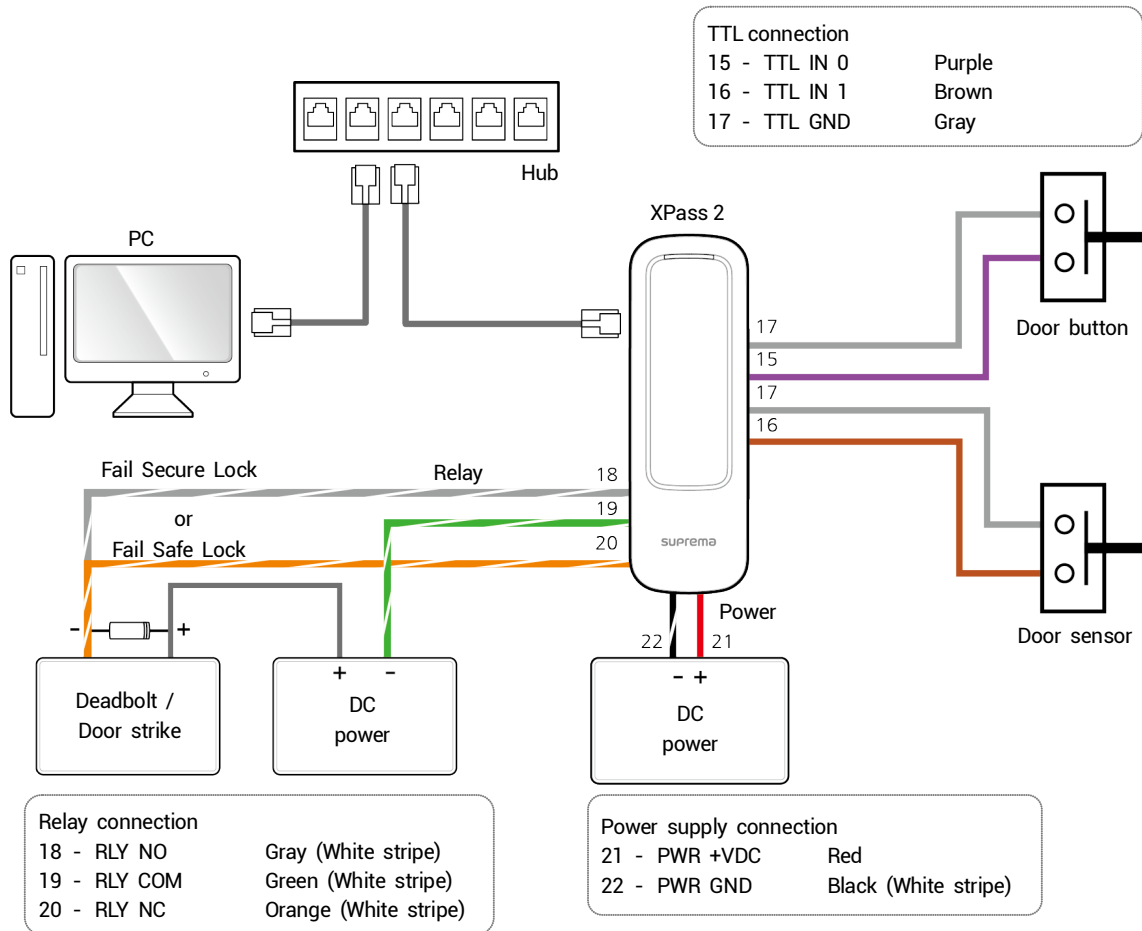 TTL connection
15 - TTL IN 0 Purple
16 - TTL IN 1 Brown
17 - TTL GND Gray
Hub
PC
XPass 2
17
15
17
16
Door button
Fail Secure Lock
Relay
18
or
19
Fail Safe Lock
20
suprema
Door sensor
Power
22
21
- +
+ -
- +
Deadbolt /
Door strike
DC
power
DC
power
Relay connection
18 - RLY NO Gray (White stripe)
19 - RLY COM Green (White stripe)
20 - RLY NC Orange (White stripe)
Power supply connection
21 - PWR +VDC Red
22 - PWR GND Black (White stripe)